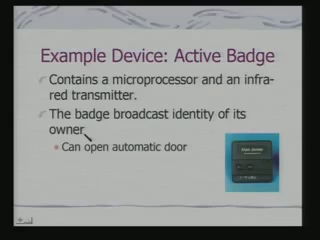 Example Device: Active Badge
Contains a microprocessor and an infra-
red transmitter.
The badge broadcast identity of its
owner
Can open automatic door